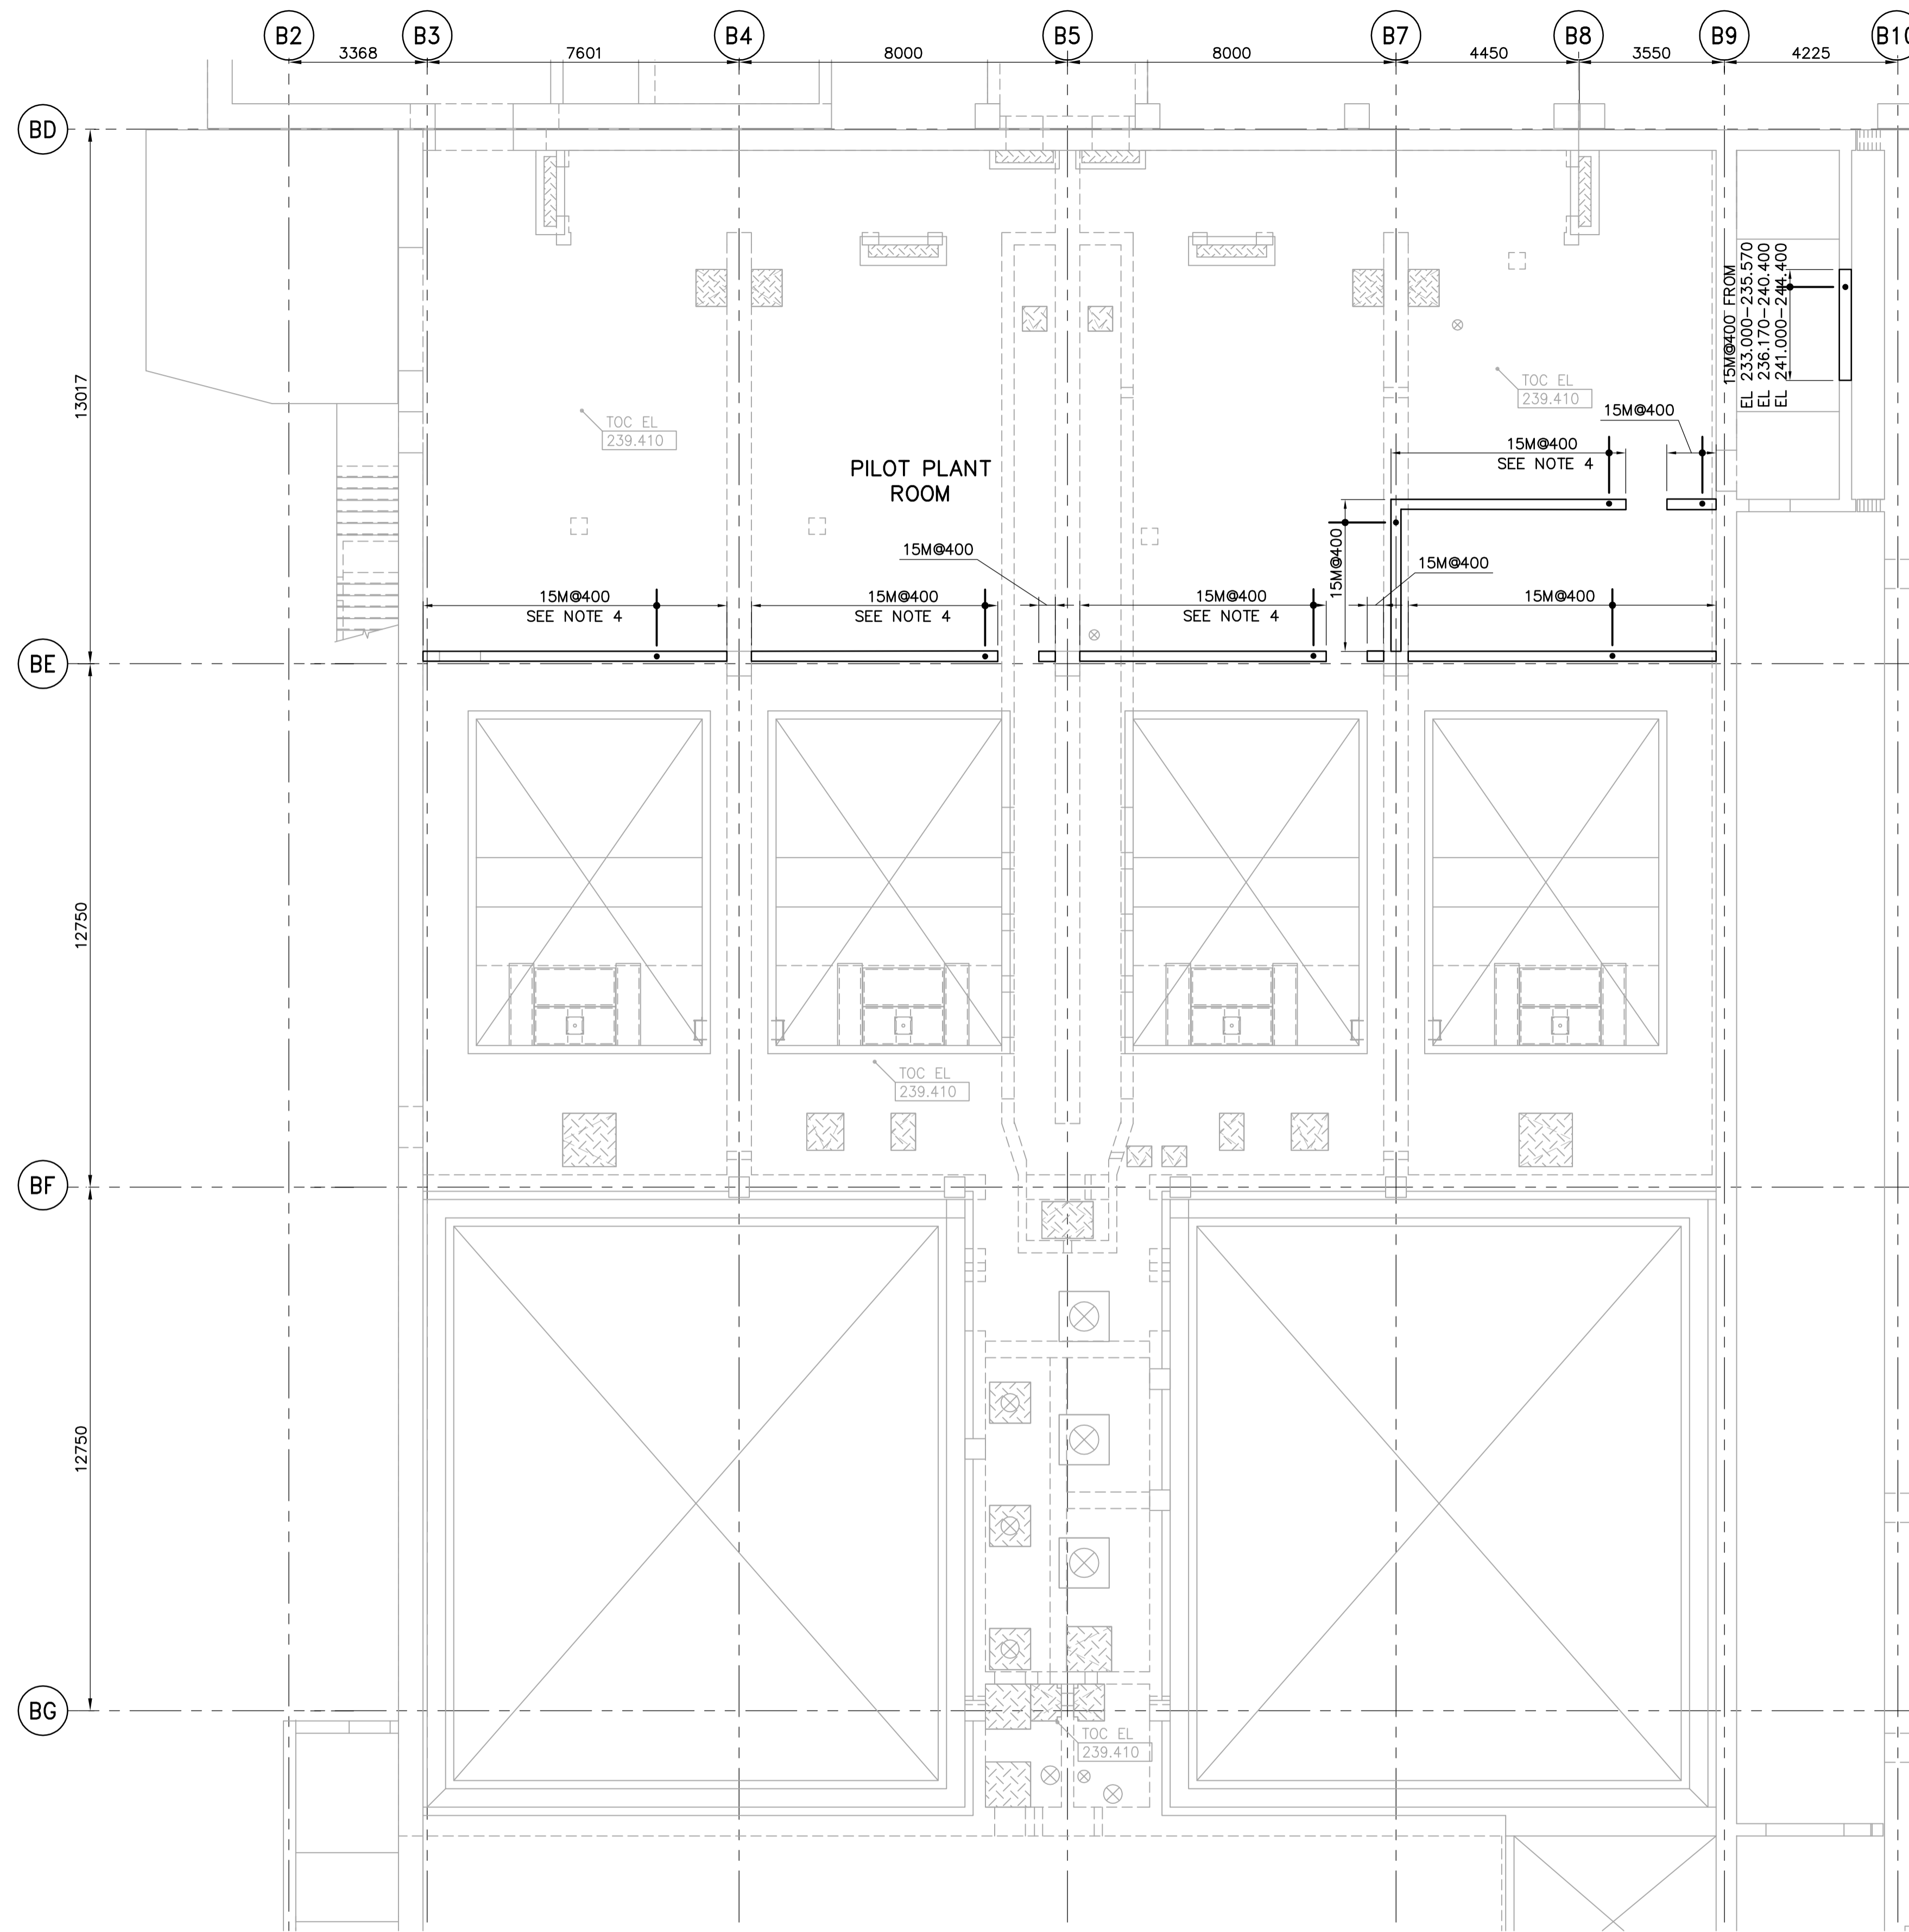 B2
B3
B4
B5
B7
B8
B9
B10
3368
7601
8000
8000
4450
3550
4225
BD
13017
15M@400 FROM
EL 233.000-235.570
EL 236.170-240.400
EL 241.000-244.400
TOC EL
239.410
TOC EL
239.410
15M@400
15M@400
SEE NOTE 4
PILOT PLANT
ROOM
15M@400
15M@400
15M@400
15M@400
SEE NOTE 4
15M@400
SEE NOTE 4
15M@400
SEE NOTE 4
15M@400
BE
12750
TOC EL
239.410
BF
12750
BG
TOC EL
239.410